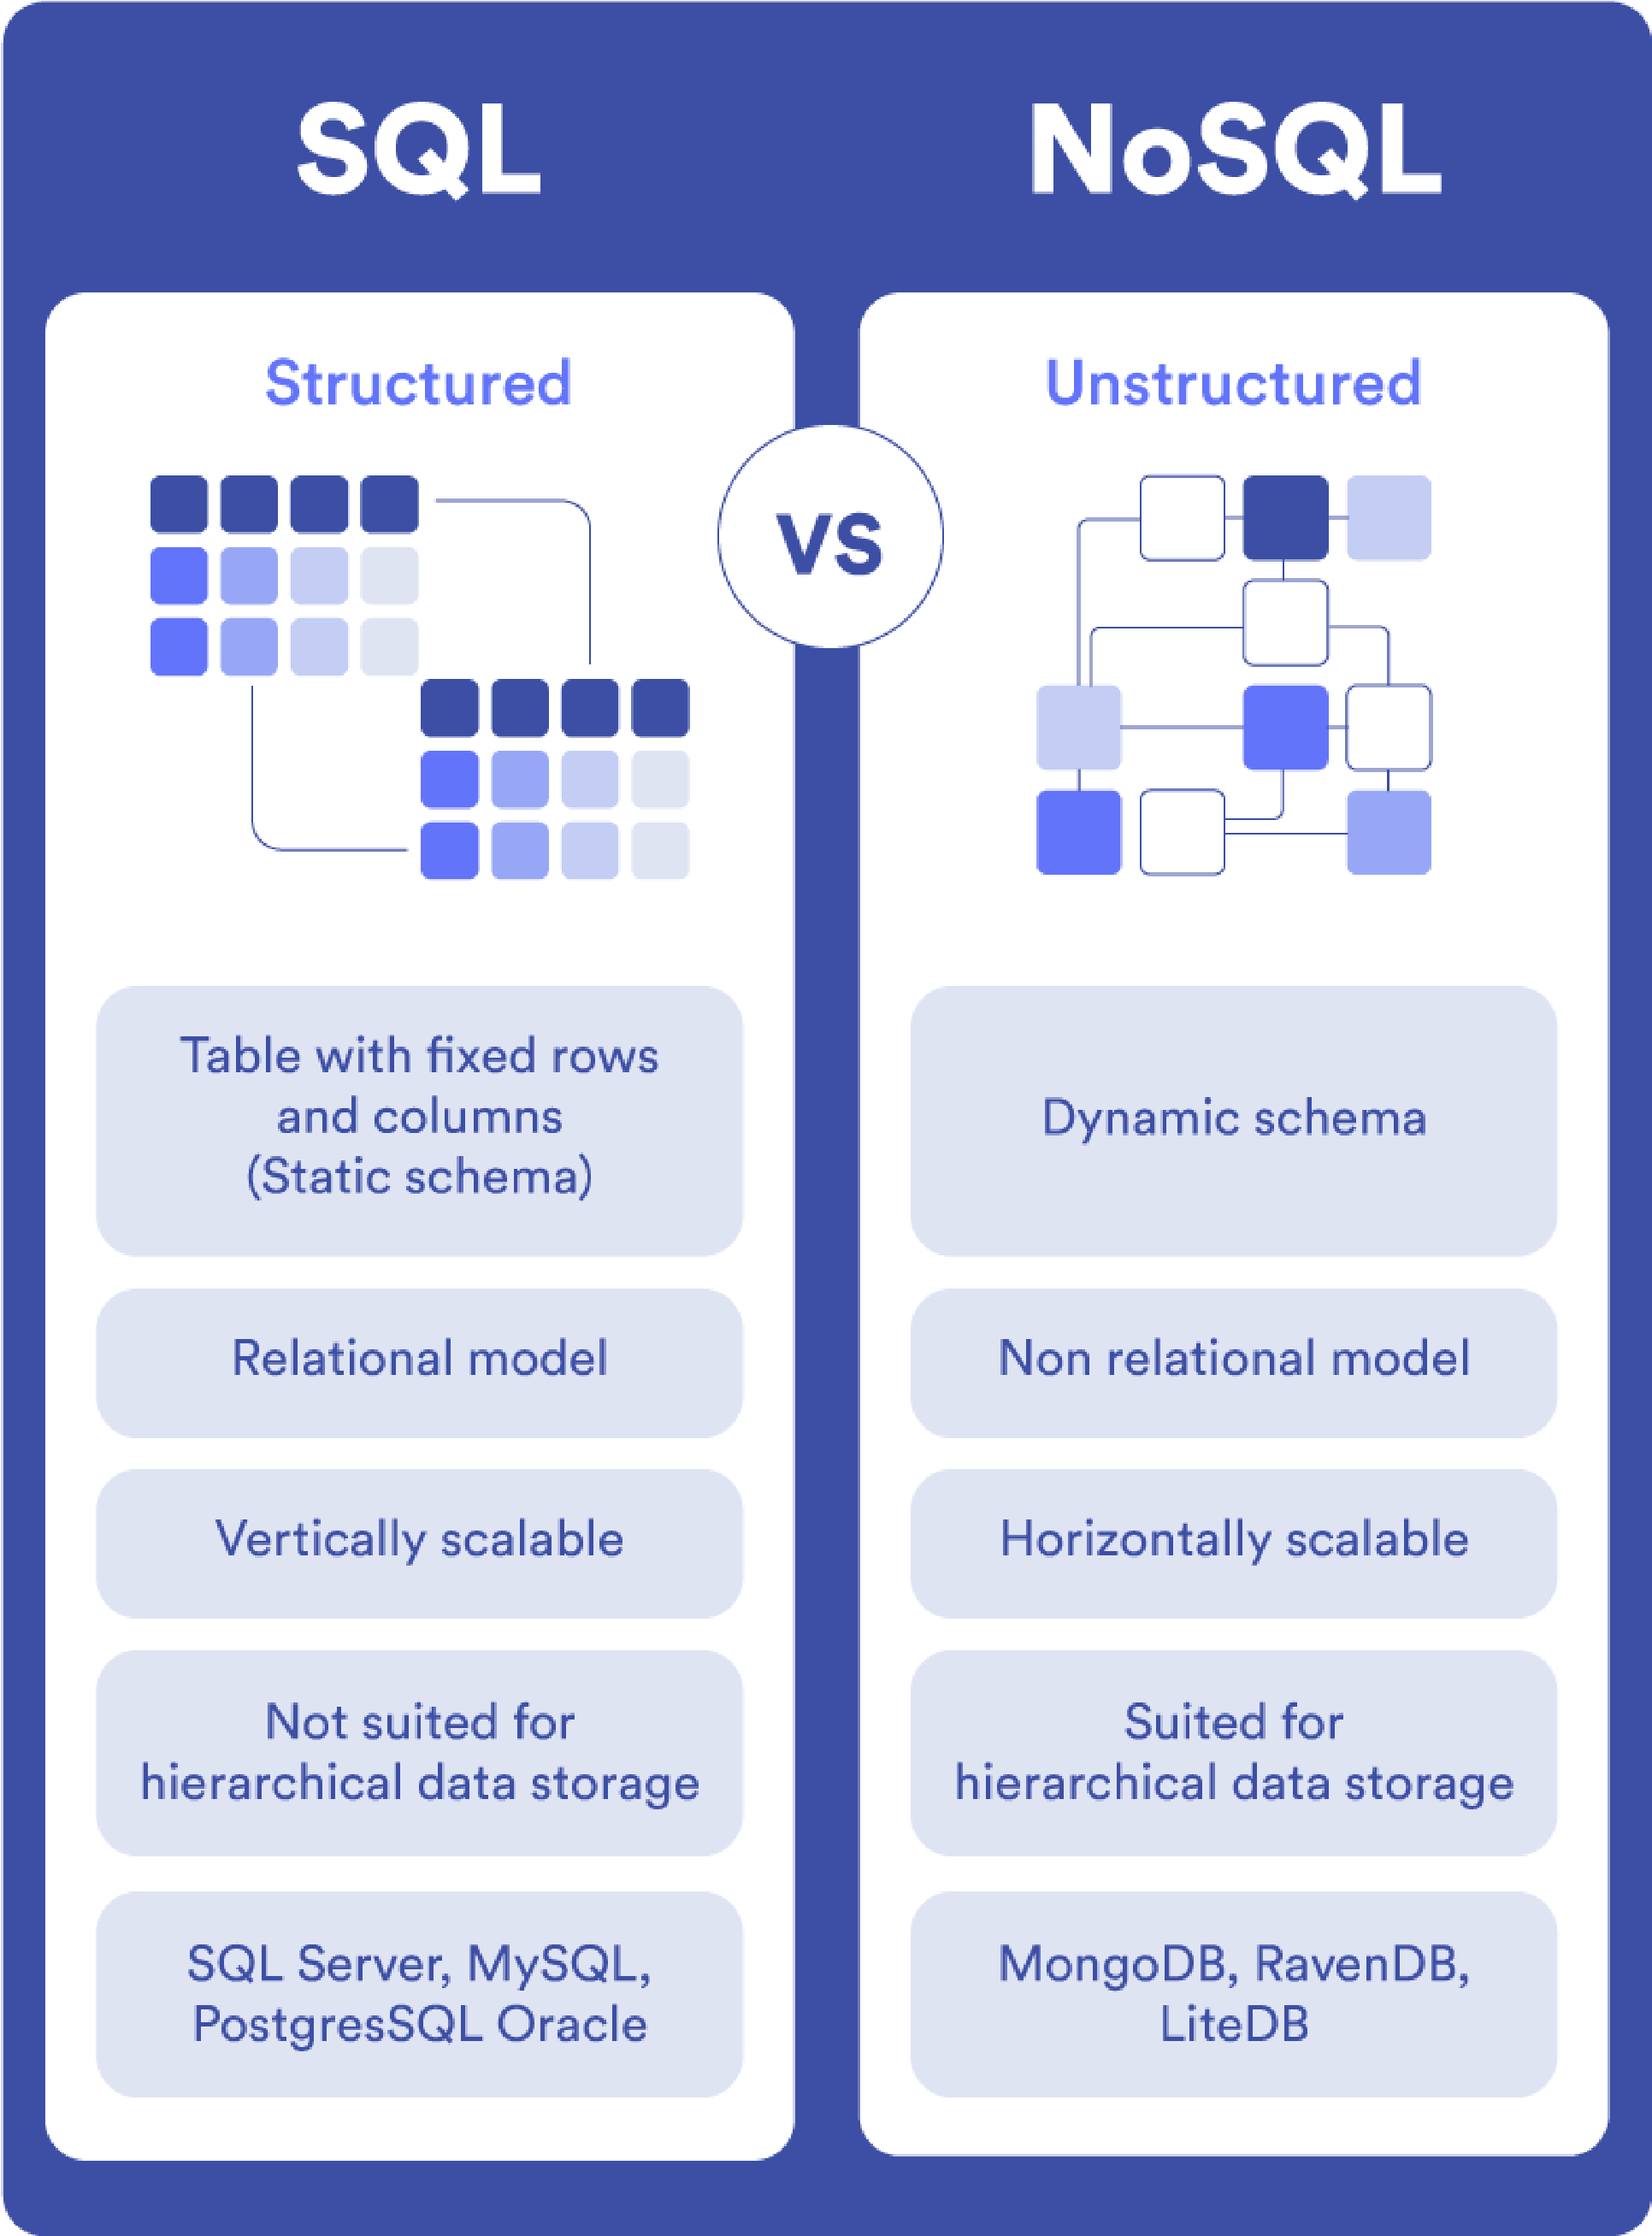 SQL
NoSQL
Structured
Unstructured
VS
Table with fixed rows
and columns
(Static schema)
Dynamic schema
Relational model
Non relational model
Vertically scalable
Horizontally scalable
Not suited for
hierarchical data storage
Suited for
hierarchical data storage
SQL Server, MySQL,
PostgresSQL Oracle
MongoDB, RavenDB,
LiteDB